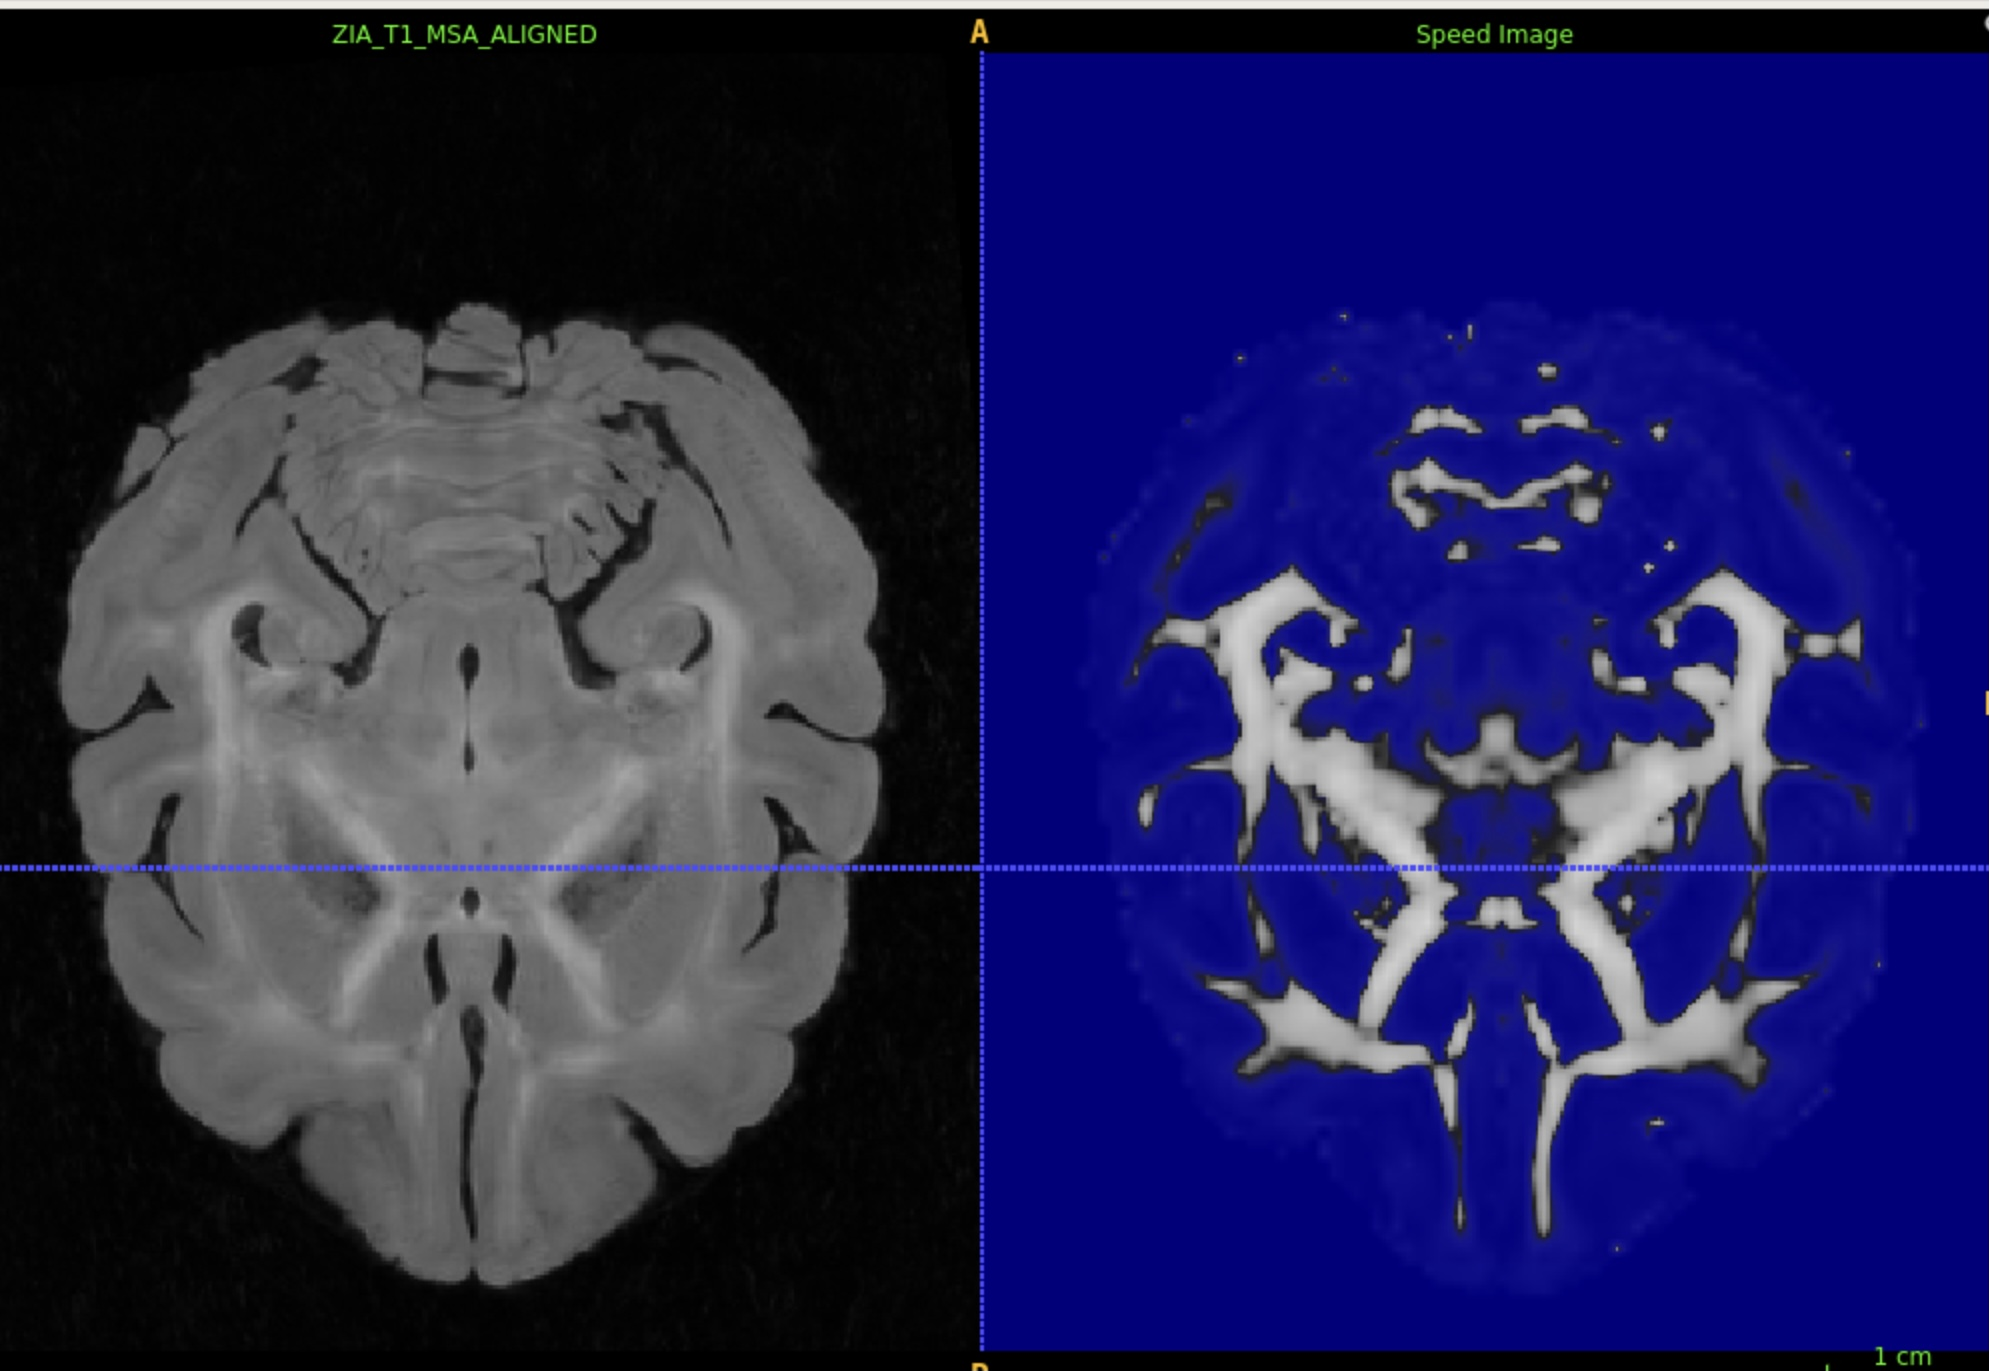 ZIA_T1_MSA_ALIGNED
A
Speed Image
1 cm